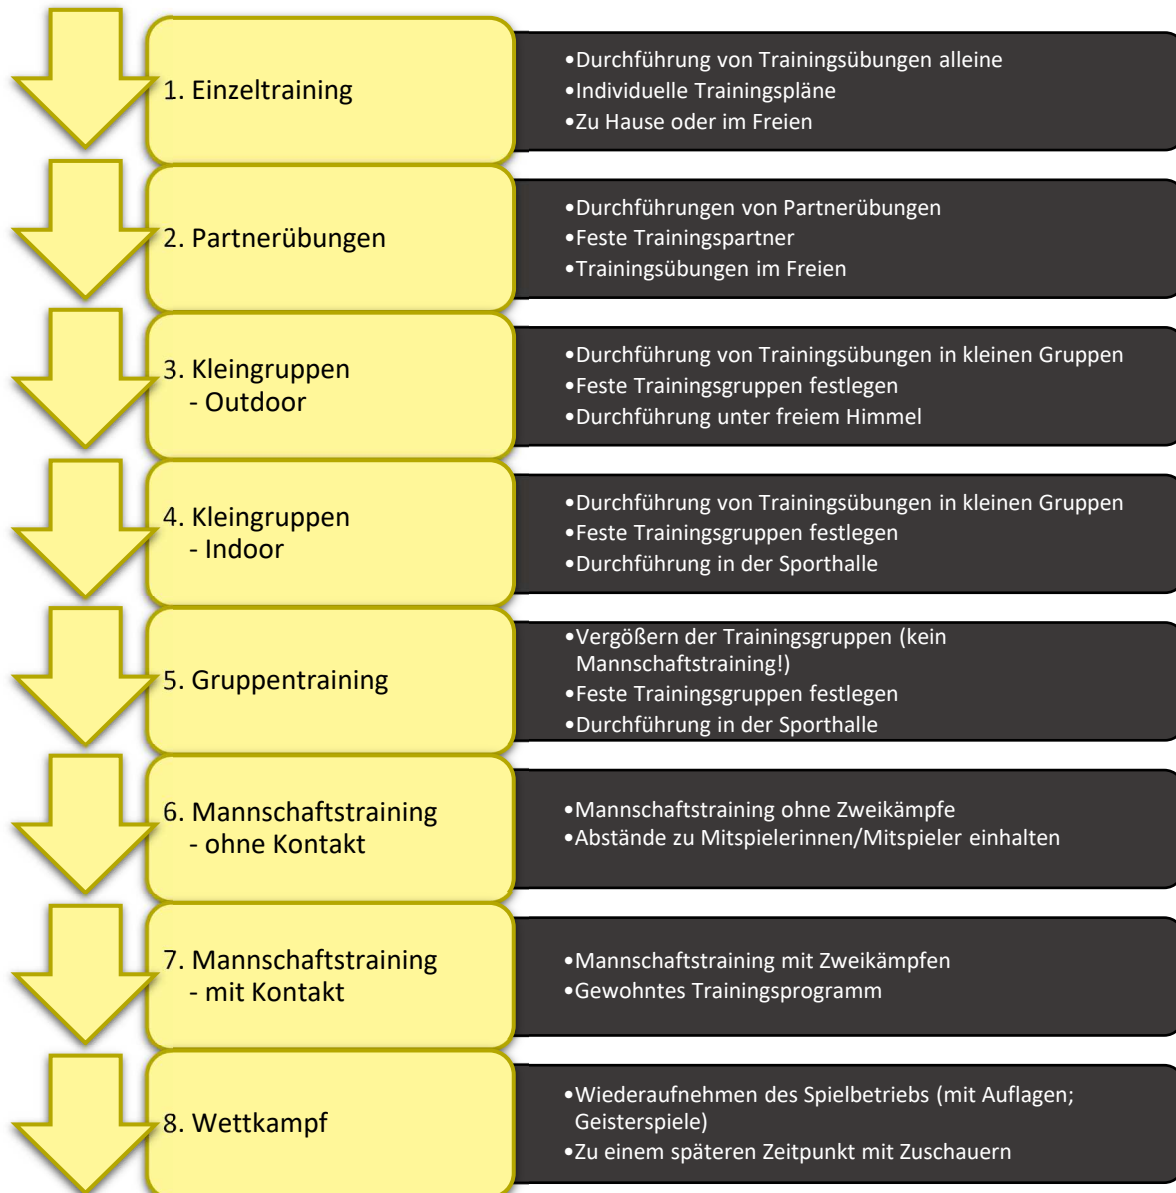 1. Einzeltraining
•Durchführung von Trainingsübungen alleine
•Individuelle Trainingspläne
•Zu Hause oder im Freien
2. Partnerübungen
•Durchführungen von Partnerübungen
•Feste Trainingspartner
•Trainingsübungen im Freien
3. Kleingruppen
- Outdoor
•Durchführung von Trainingsübungen in kleinen Gruppen
•Feste Trainingsgruppen festlegen
•Durchführung unter freiem Himmel
4. Kleingruppen
- Indoor
•Durchführung von Trainingsübungen in kleinen Gruppen
•Feste Trainingsgruppen festlegen
•Durchführung in der Sporthalle
5. Gruppentraining
•Vergößern der Trainingsgruppen (kein
Mannschaftstraining!)
•Feste Trainingsgruppen festlegen
•Durchführung in der Sporthalle
6. Mannschaftstraining
- ohne Kontakt
•Mannschaftstraining ohne Zweikämpfe
•Abstände zu Mitspielerinnen/Mitspieler einhalten
7. Mannschaftstraining
- mit Kontakt
•Mannschaftstraining mit Zweikämpfen
•Gewohntes Trainingsprogramm
8. Wettkampf
•Wiederaufnehmen des Spielbetriebs (mit Auflagen;
Geisterspiele)
•Zu einem späteren Zeitpunkt mit Zuschauern